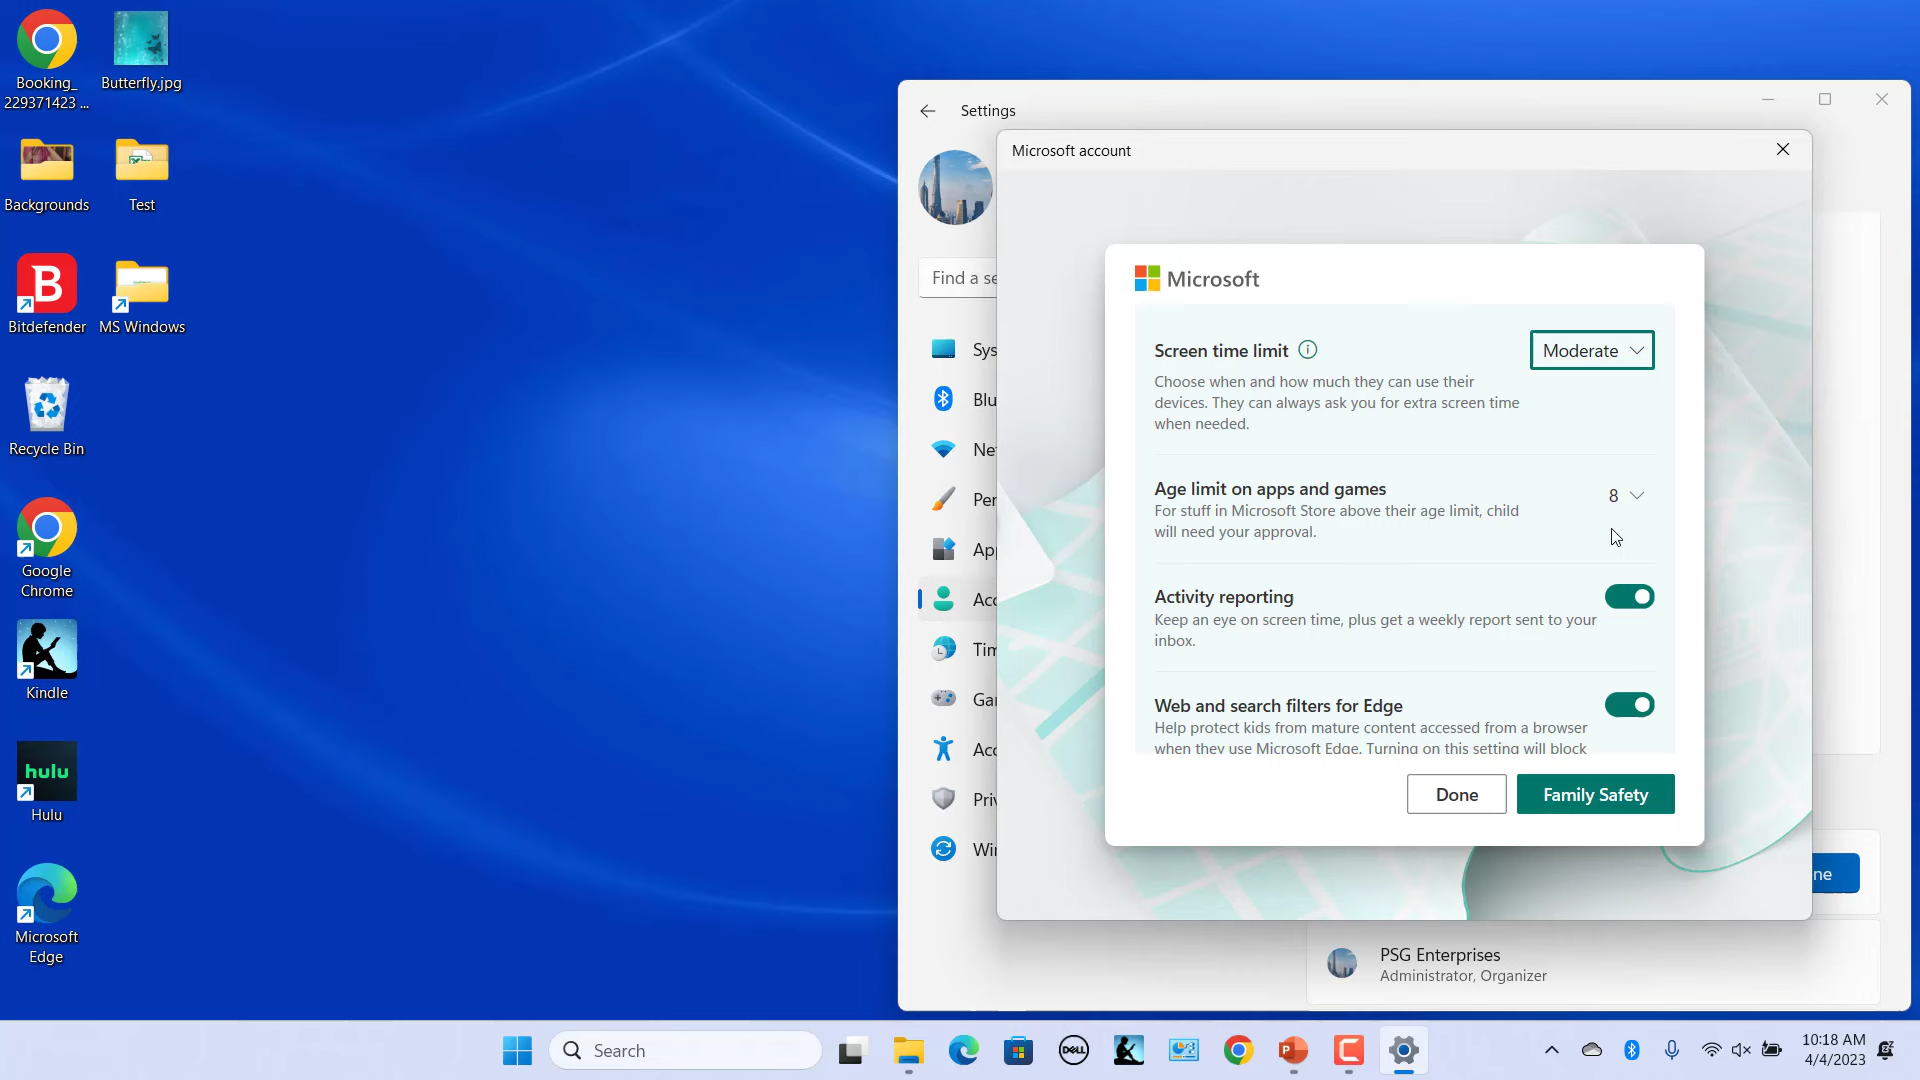 Booking_
229371423 ...
Butterfly.jpg
Backgrounds
Test
Bitdefender
MS Windows
Recycle Bin
Google
Chrome
Kindle
hulu
Hulu
Microsoft
Edge
Settings
Microsoft account
Find a se
Sys
Blu
Net
Per
App
Acc
Tim
Gar
Acc
Priv
Win
Microsoft
Screen time limit
Moderate
Choose when and how much they can use their
devices. They can always ask you for extra screen time
when needed.
Age limit on apps and games
8
For stuff in Microsoft Store above their age limit, child
will need your approval.
Activity reporting
Keep an eye on screen time, plus get a weekly report sent to your
inbox.
Web and search filters for Edge
Help protect kids from mature content accessed from a browser
when they use Microsoft Edge. Turning on this setting will block
Done
Family Safety
ne
PSG Enterprises
Administrator, Organizer
Search
DELL
10:18 AM
4/4/2023